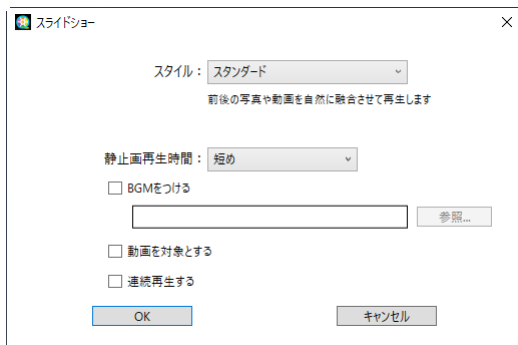 スライドショー
スタイル： スタンダード
前後の写真や動画を自然に融合させて再生します
静止画再生時間： 短め
BGMをつける
参照...
動画を対象とする
連続再生する
OK キャンセル